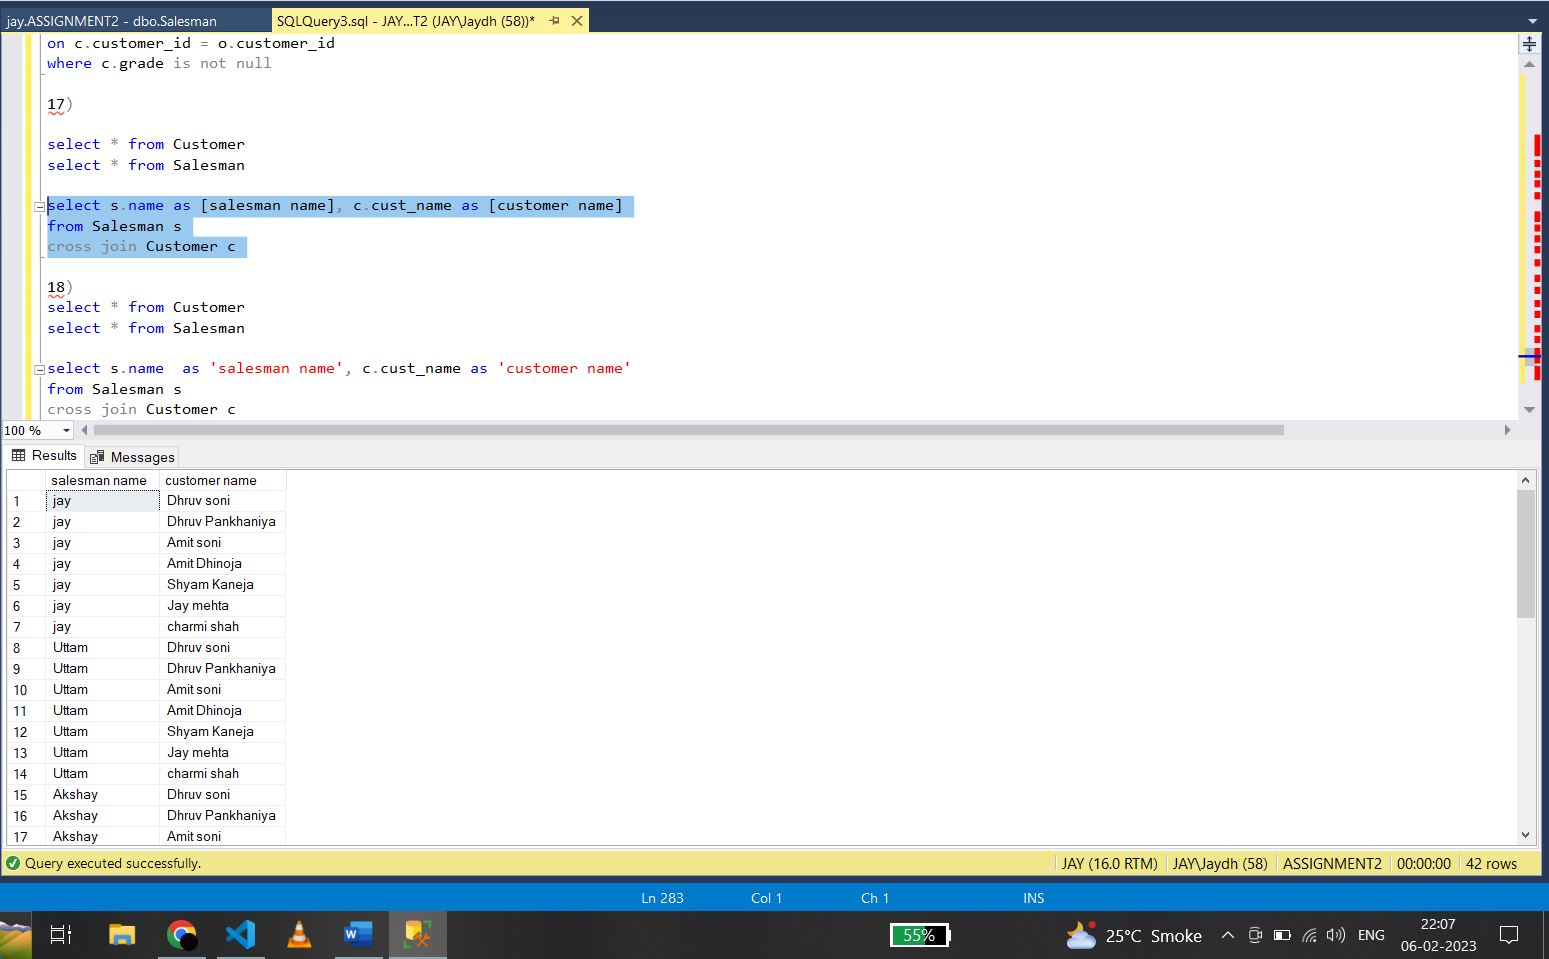 jay.ASSIGNMENT2 - dbo.Salesman
SQLQuery3.sql - JAY...T2 (JAY\Jaydh (58))*
on c.customer_id = o.customer_id
where c.grade is not null
17)
select * from Customer
select * from Salesman
select s.name as [salesman name], c.cust_name as [customer name]
from Salesman s
cross join Customer c
18)
select * from Customer
select * from Salesman
select s.name  as 'salesman name', c.cust_name as 'customer name'
from Salesman s
cross join Customer c
100 %
Results Messages
salesman name customer name
1 jay Dhruv soni
2 jay Dhruv Pankhaniya
3 jay Amit soni
4 jay Amit Dhinoja
5 jay Shyam Kaneja
6 jay Jay mehta
7 jay charmi shah
8 Uttam Dhruv soni
9 Uttam Dhruv Pankhaniya
10 Uttam Amit soni
11 Uttam Amit Dhinoja
12 Uttam Shyam Kaneja
13 Uttam Jay mehta
14 Uttam charmi shah
15 Akshay Dhruv soni
16 Akshay Dhruv Pankhaniya
17 Akshay Amit soni
Query executed successfully. JAY (16.0 RTM) JAY\Jaydh (58) ASSIGNMENT2 00:00:00 42 rows
Ln 283 Col 1 Ch 1 INS
55% 25°C Smoke ENG 22:07
06-02-2023